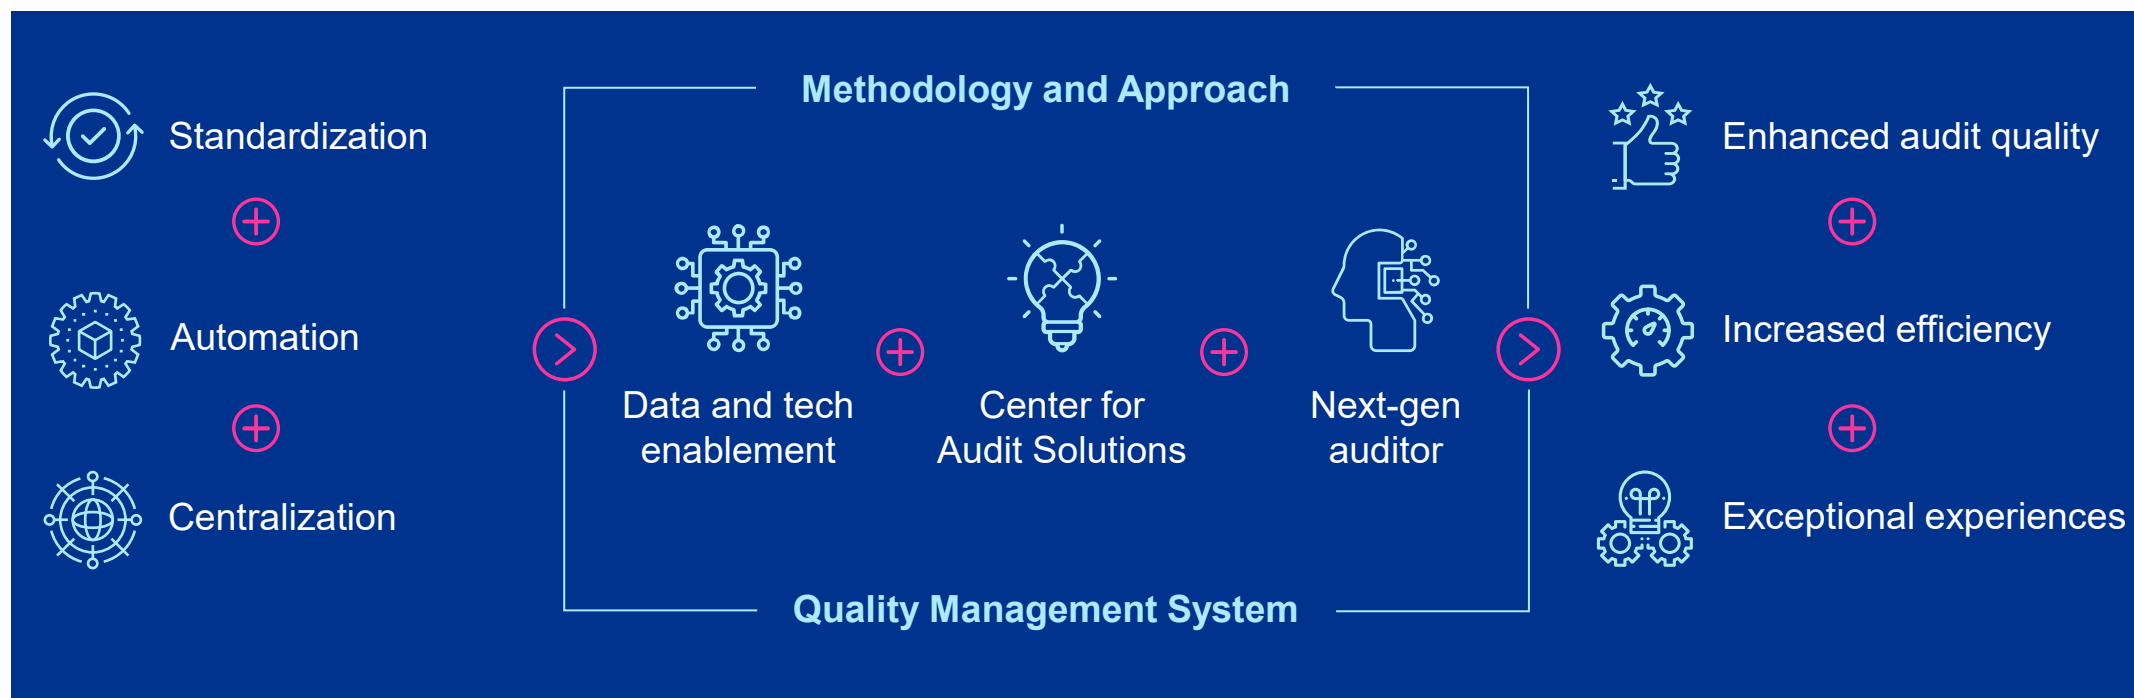 Standardization
Automation
Centralization
Methodology and Approach
Data and tech
enablement
Center for
Audit Solutions
Next-gen
auditor
Quality Management System
Enhanced audit quality
Increased efficiency
Exceptional experiences